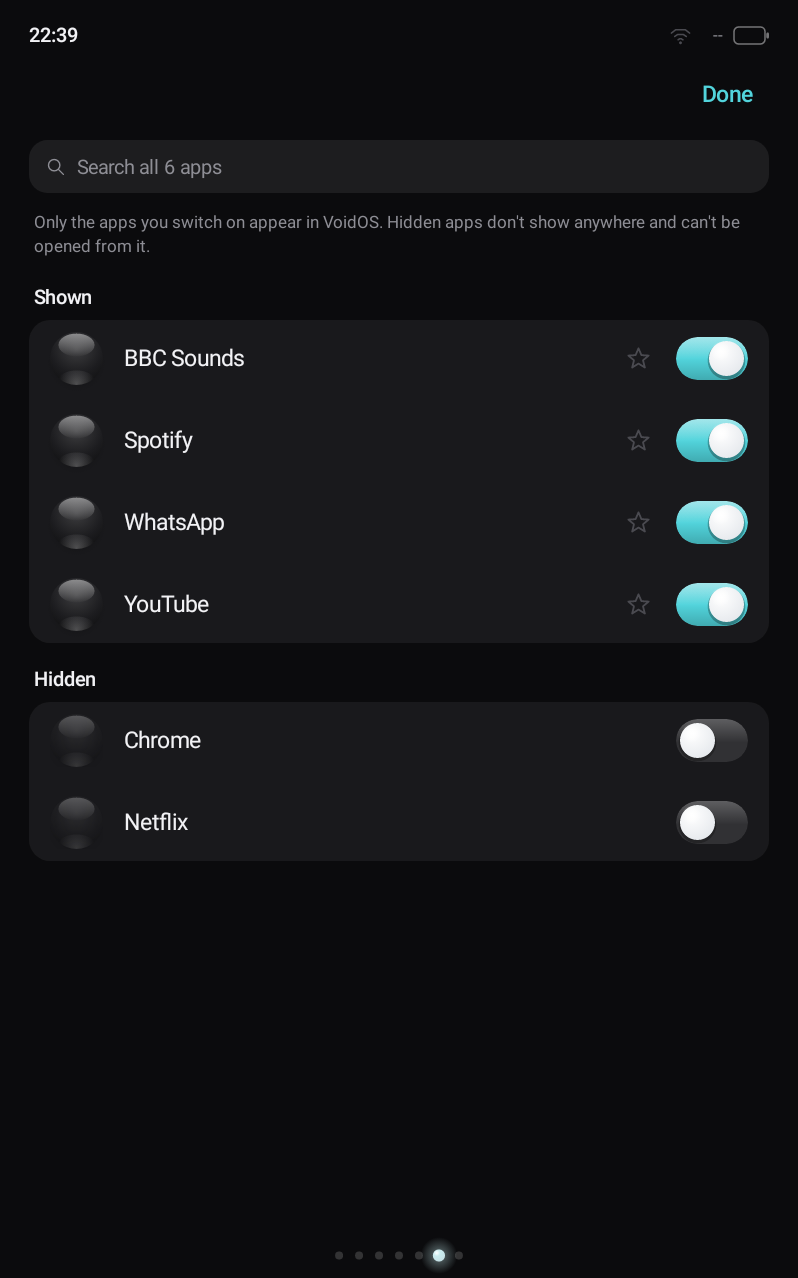 22:39
--
Done
Search all 6 apps
Only the apps you switch on appear in VoidOS. Hidden apps don't show anywhere and can't be
opened from it.
Shown
BBC Sounds
Spotify
WhatsApp
YouTube
Hidden
Chrome
Netflix